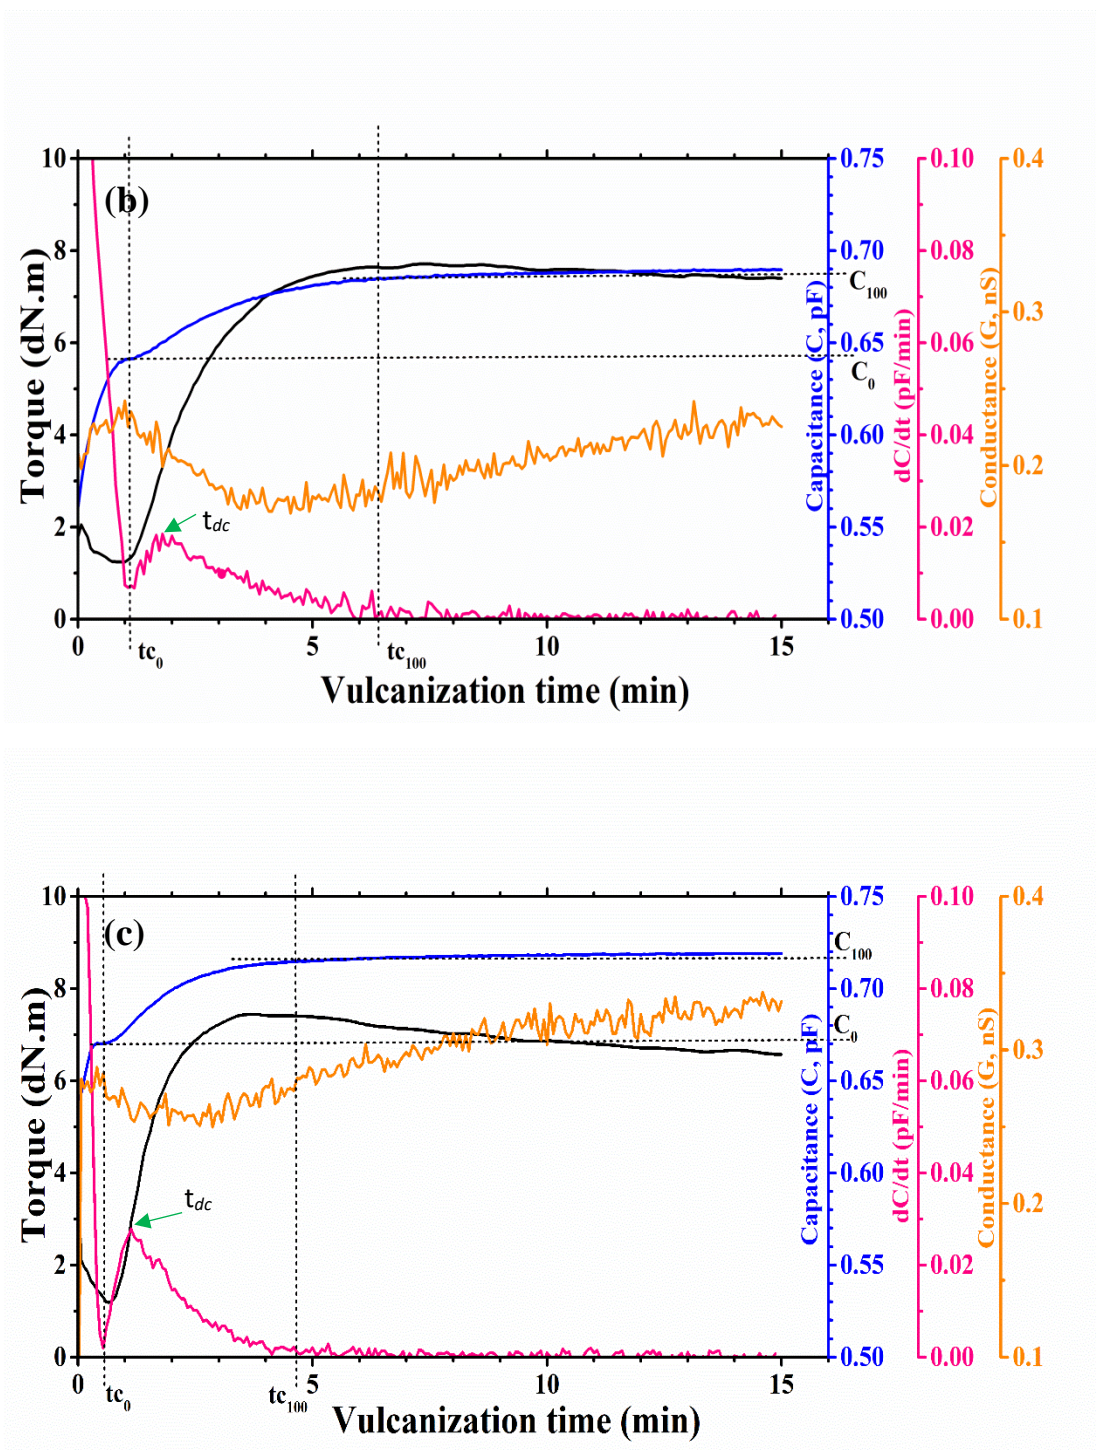 (b)
Torque (dN.m)
10
8
6
4
2
0
0.75
0.70
0.65
0.60
0.55
0.50
Capacitance (C, pF)
0.10
0.08
0.06
0.04
0.02
0.00
dC/dt (pF/min)
0.4
0.3
0.2
0.1
Conductance (G, nS)
C100
C0
tdc
0 5 10 15
tc0 tc100
Vulcanization time (min)
(c)
Torque (dN.m)
10
8
6
4
2
0
0.75
0.70
0.65
0.60
0.55
0.50
Capacitance (C, pF)
0.10
0.08
0.06
0.04
0.02
0.00
dC/dt (pF/min)
0.4
0.3
0.2
0.1
Conductance (G, nS)
C100
C0
tdc
0 5 10 15
tc0 tc100
Vulcanization time (min)